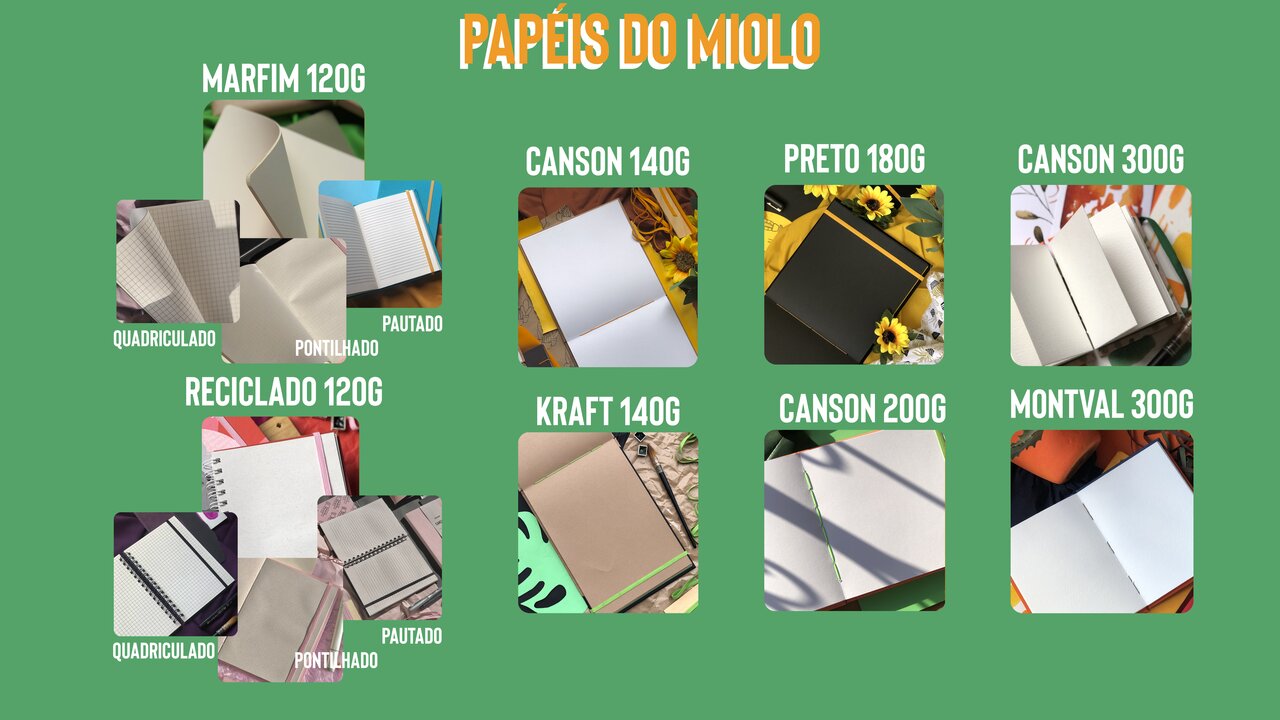 PAPÉIS DO MIOLO
MARFIM 120G
QUADRICULADO
PONTILHADO
PAUTADO
RECICLADO 120G
QUADRICULADO
PONTILHADO
PAUTADO
CANSON 140G
PRETO 180G
CANSON 300G
KRAFT 140G
CANSON 200G
MONTVAL 300G